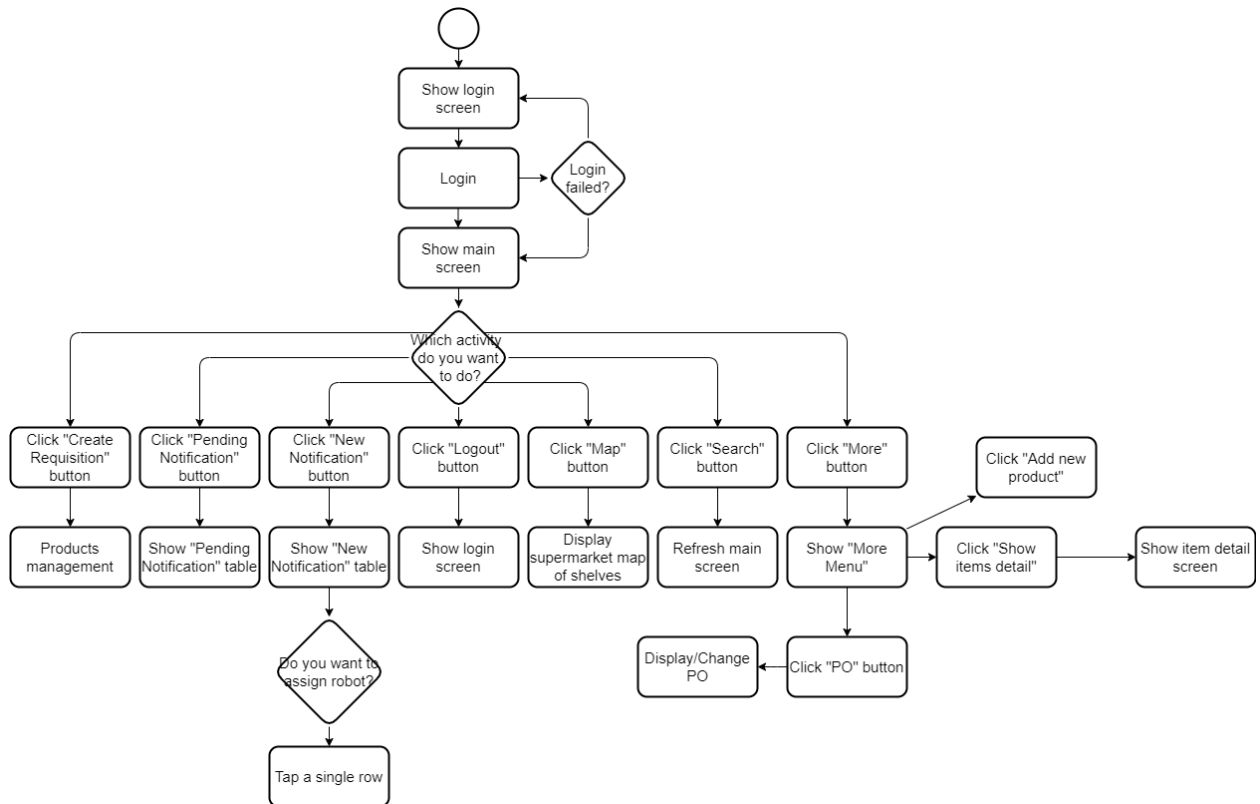 Show login
screen
Login
Login
failed?
Show main
screen
Which activity
do you want
to do?
Click "Create
Requisition"
button
Click "Pending
Notification"
button
Click "New
Notification"
button
Click "Logout"
button
Click "Map"
button
Click "Search"
button
Click "More"
button
Click "Add new
product"
Products
management
Show "Pending
Notification" table
Show "New
Notification" table
Show login
screen
Display
supermarket map
of shelves
Refresh main
screen
Show "More
Menu"
Click "Show
items detail"
Show item detail
screen
Do you want to
assign robot?
Display/Change
PO
Click "PO" button
Tap a single row